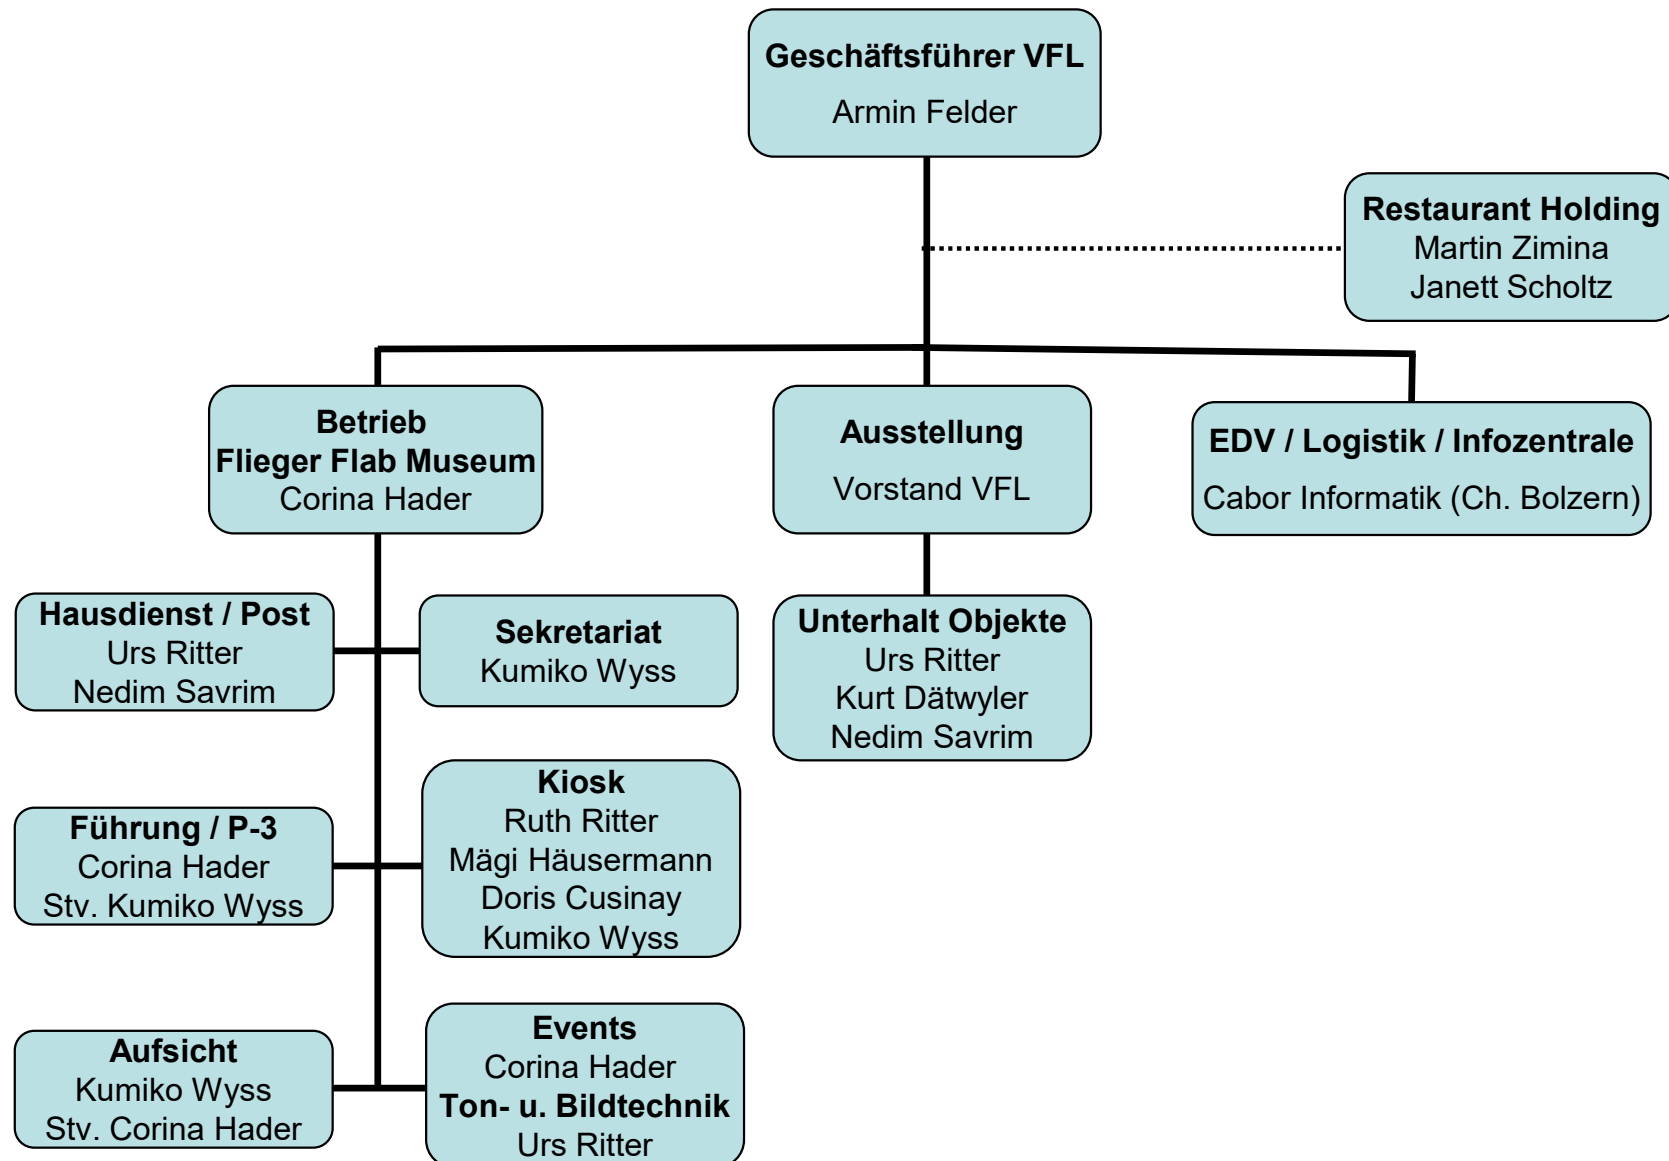 Geschäftsführer VFL
Armin Felder
Restaurant Holding
Martin Zimina
Janett Scholtz
Betrieb
Flieger Flab Museum
Corina Hader
Ausstellung
Vorstand VFL
EDV / Logistik / Infozentrale
Cabor Informatik (Ch. Bolzern)
Hausdienst / Post
Urs Ritter
Nedim Savrim
Sekretariat
Kumiko Wyss
Unterhalt Objekte
Urs Ritter
Kurt Dätwyler
Nedim Savrim
Führung / P-3
Corina Hader
Stv. Kumiko Wyss
Kiosk
Ruth Ritter
Mägi Häusermann
Doris Cusinay
Kumiko Wyss
Aufsicht
Kumiko Wyss
Stv. Corina Hader
Events
Corina Hader
Ton- u. Bildtechnik
Urs Ritter